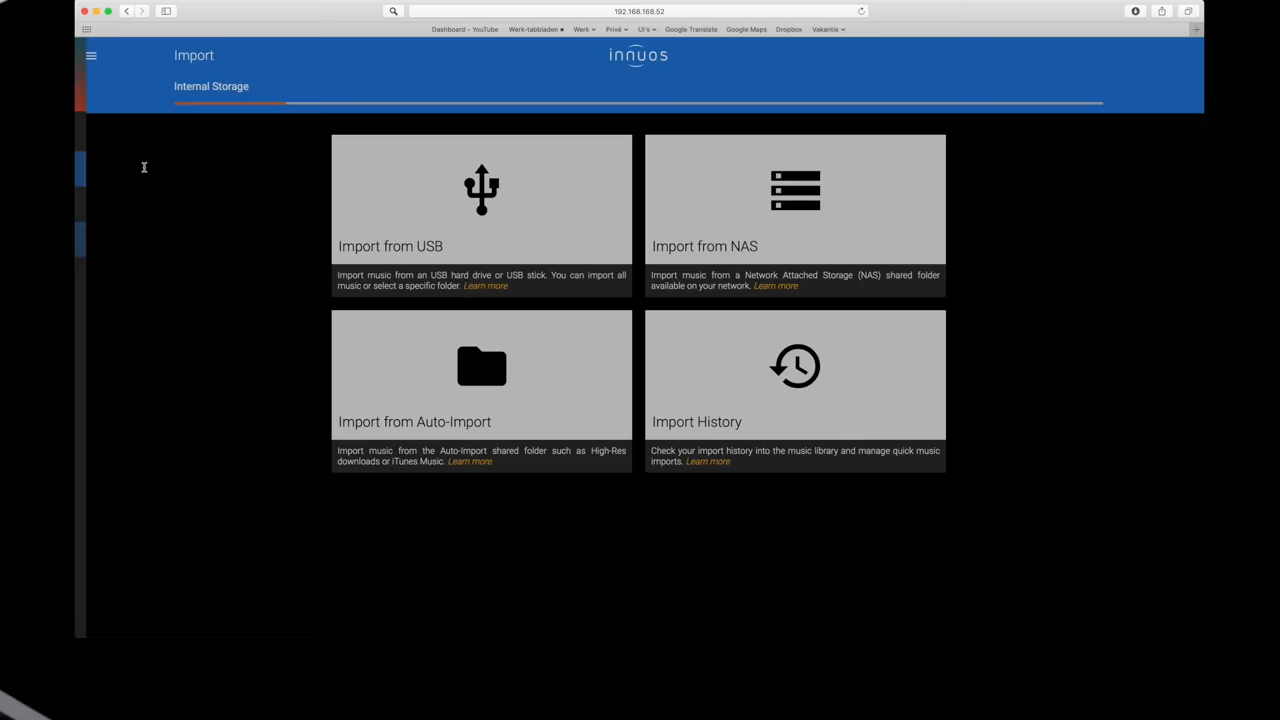 192.168.168.52
Dashboard - YouTube Werk-tabbladen Werk Privé UI's Google Translate Google Maps Dropbox Vakantie
Import
innuos
Internal Storage
Import from USB
Import music from an USB hard drive or USB stick. You can import all
music or select a specific folder. Learn more
Import from NAS
Import music from a Network Attached Storage (NAS) shared folder
available on your network. Learn more
Import from Auto-Import
Import music from the Auto-Import shared folder such as High-Res
downloads or iTunes Music. Learn more
Import History
Check your import history into the music library and manage quick music
imports. Learn more